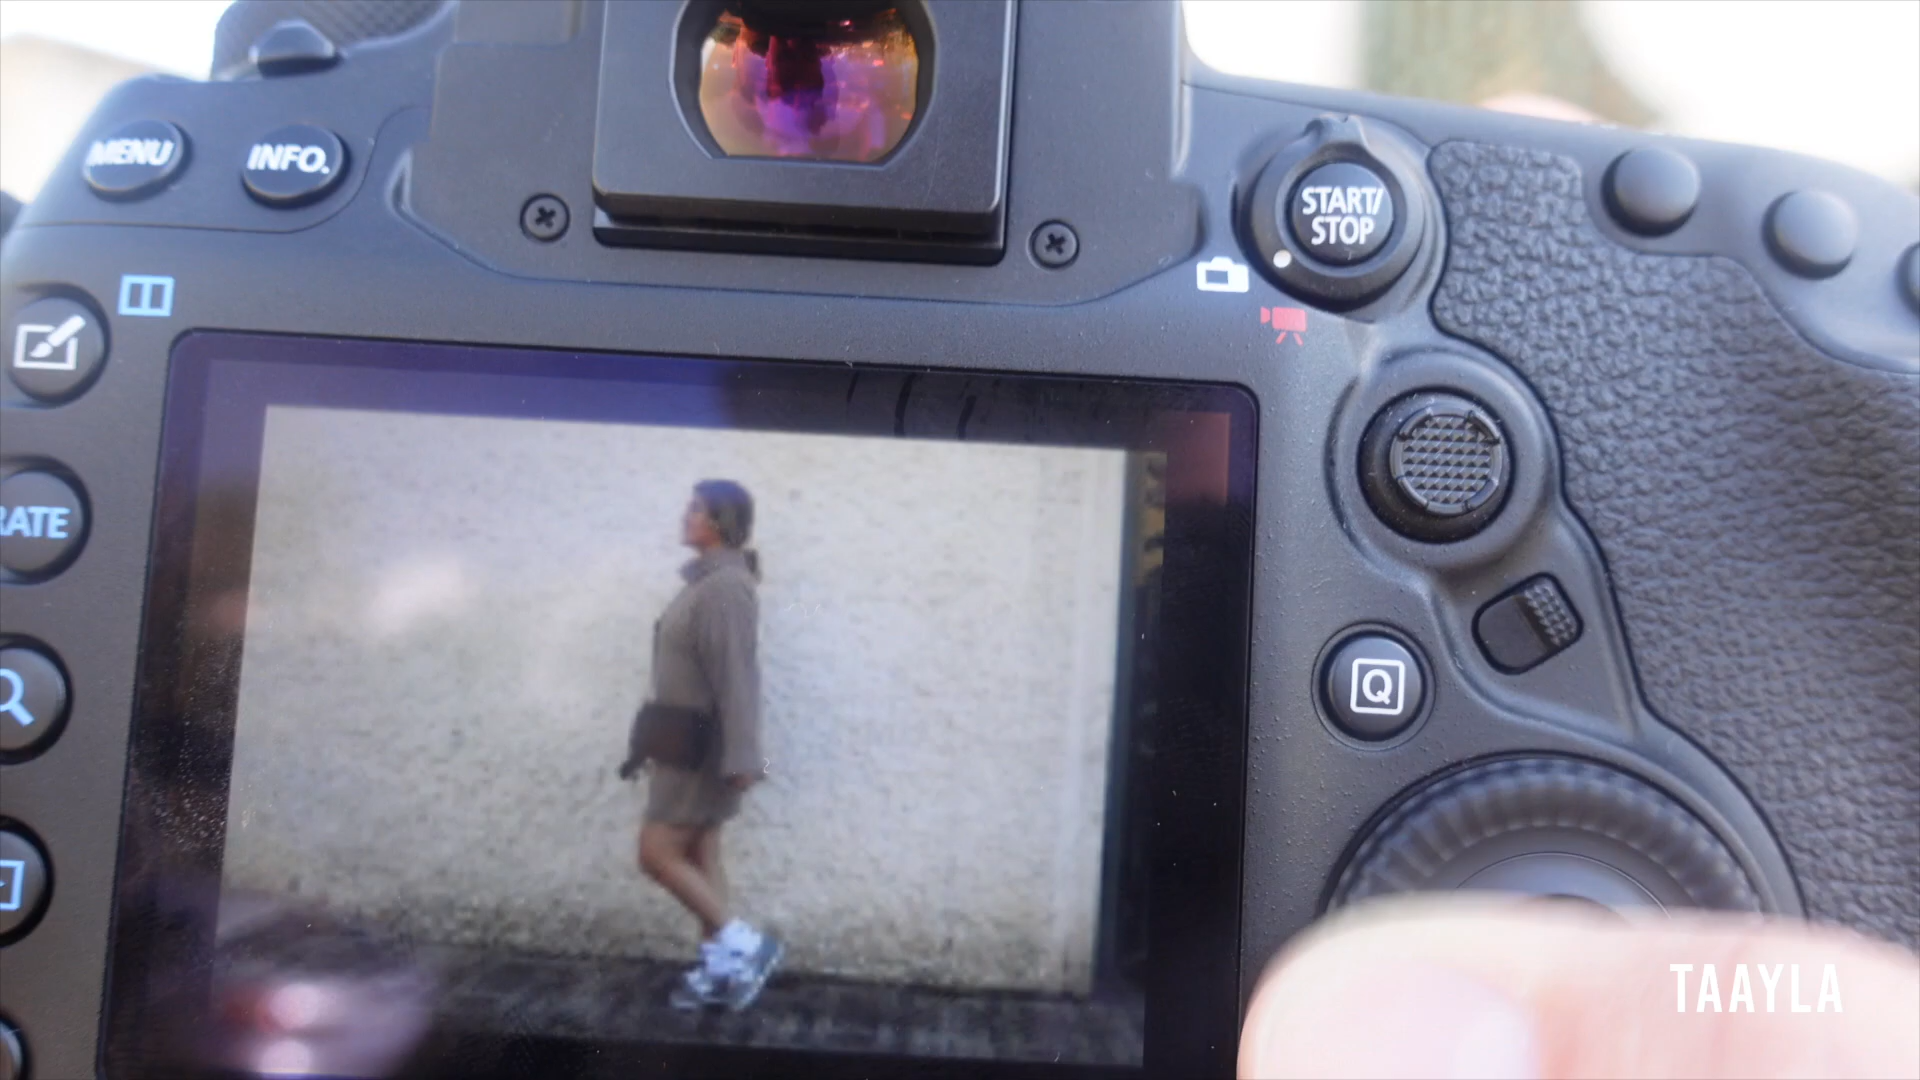 MENU
INFO.
START/
STOP
RATE
Q
TAAYLA